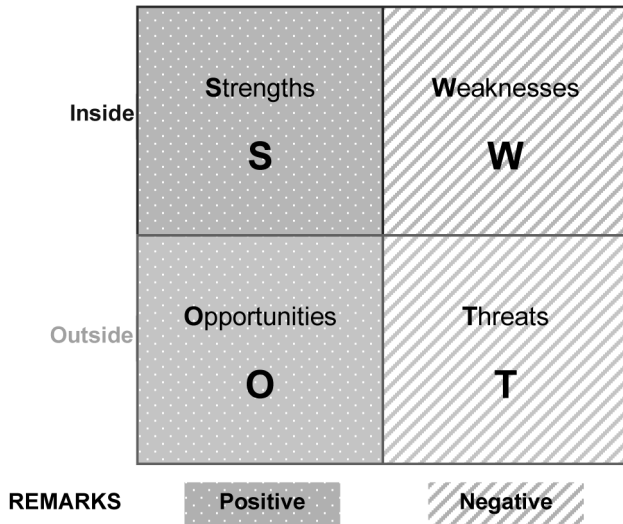 Strengths Weaknesses
Inside
S W
Opportunities Threats
Outside
O T
REMARKS Positive Negative